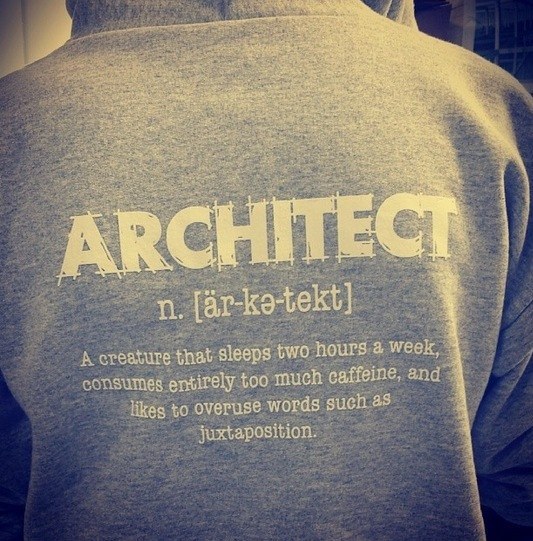 ARCHITECT
n. [är-kə-tekt]
A creature that sleeps two hours a week,
consumes entirely too much caffeine, and
likes to overuse words such as
juxtaposition.